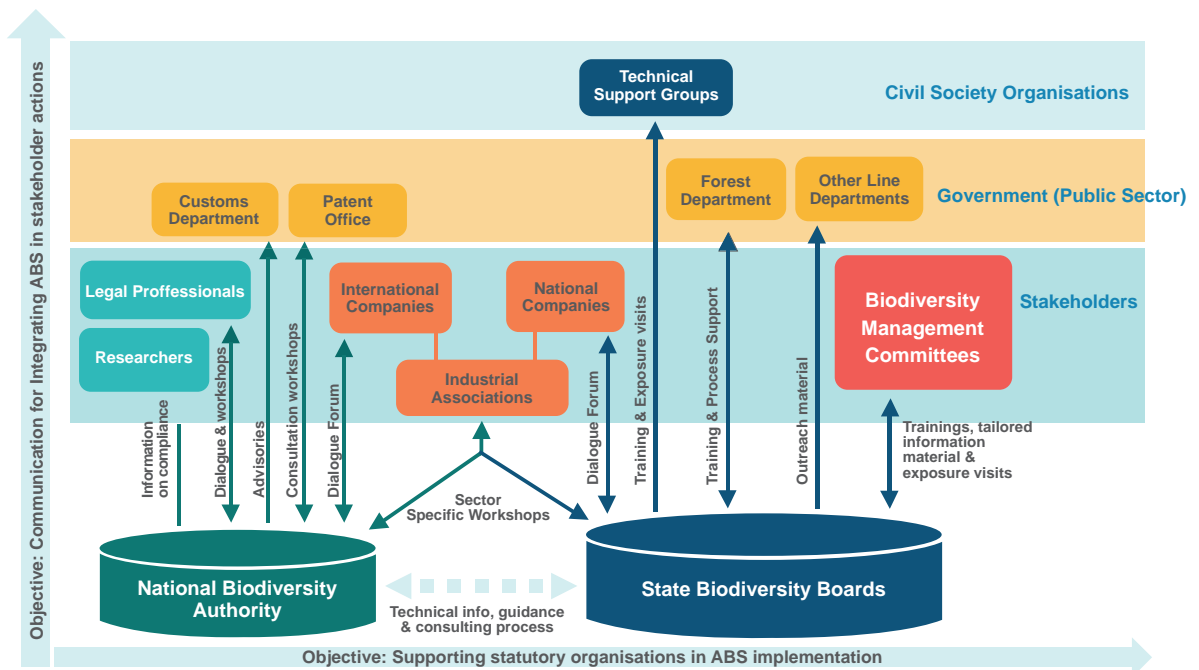 Objective: Communication for Integrating ABS in stakeholder actions
Technical
Support Groups
Civil Society Organisations
Customs
Department
Patent
Office
Forest
Department
Other Line
Departments
Government (Public Sector)
Legal Proffessionals
Researchers
International
Companies
National
Companies
Industrial
Associations
Biodiversity
Management
Committees
Stakeholders
Information
on compliance
Dialogue & workshops
Advisories
Consultation workshops
Dialogue Forum
Sector
Specific Workshops
Dialogue Forum
Training & Exposure visits
Training & Process Support
Outreach material
Trainings, tailored
information
material &
exposure visits
National Biodiversity
Authority
Technical info, guidance
& consulting process
State Biodiversity Boards
Objective: Supporting statutory organisations in ABS implementation